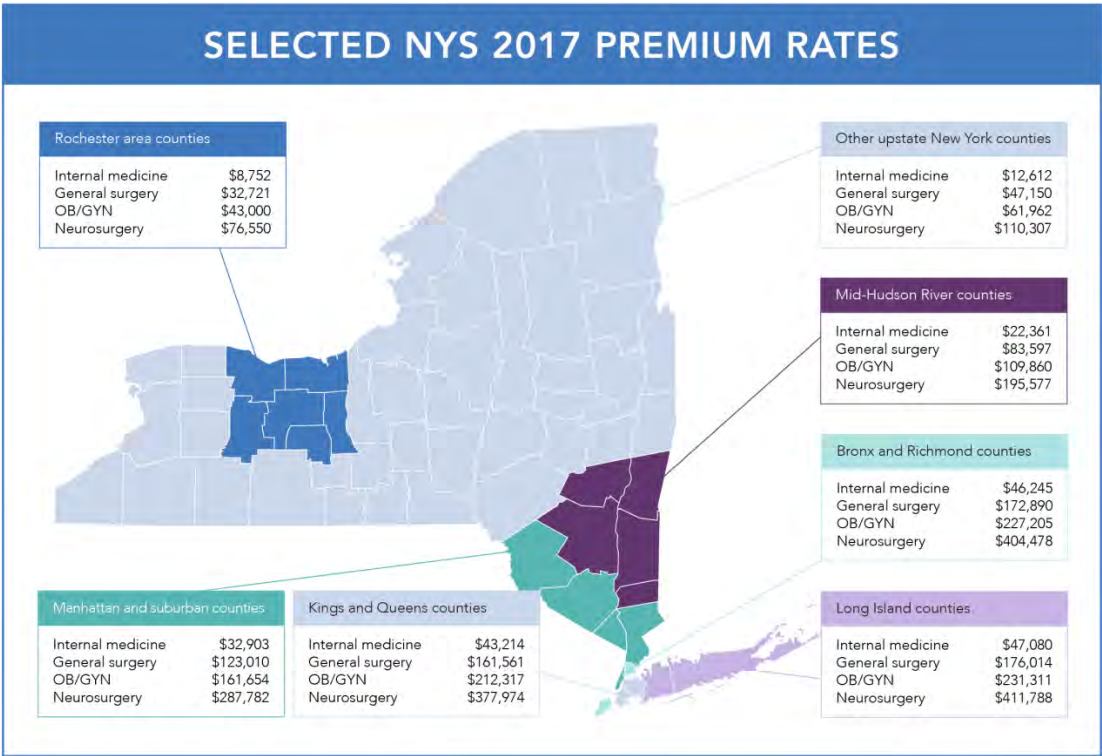 SELECTED NYS 2017 PREMIUM RATES
Rochester area counties
Internal medicine $8,752
General surgery $32,721
OB/GYN $43,000
Neurosurgery $76,550
Other upstate New York counties
Internal medicine $12,612
General surgery $47,150
OB/GYN $61,962
Neurosurgery $110,307
Mid-Hudson River counties
Internal medicine $22,361
General surgery $83,597
OB/GYN $109,860
Neurosurgery $195,577
Bronx and Richmond counties
Internal medicine $46,245
General surgery $172,890
OB/GYN $227,205
Neurosurgery $404,478
Manhattan and suburban counties
Internal medicine $32,903
General surgery $123,010
OB/GYN $161,654
Neurosurgery $287,782
Kings and Queens counties
Internal medicine $43,214
General surgery $161,561
OB/GYN $212,317
Neurosurgery $377,974
Long Island counties
Internal medicine $47,080
General surgery $176,014
OB/GYN $231,311
Neurosurgery $411,788